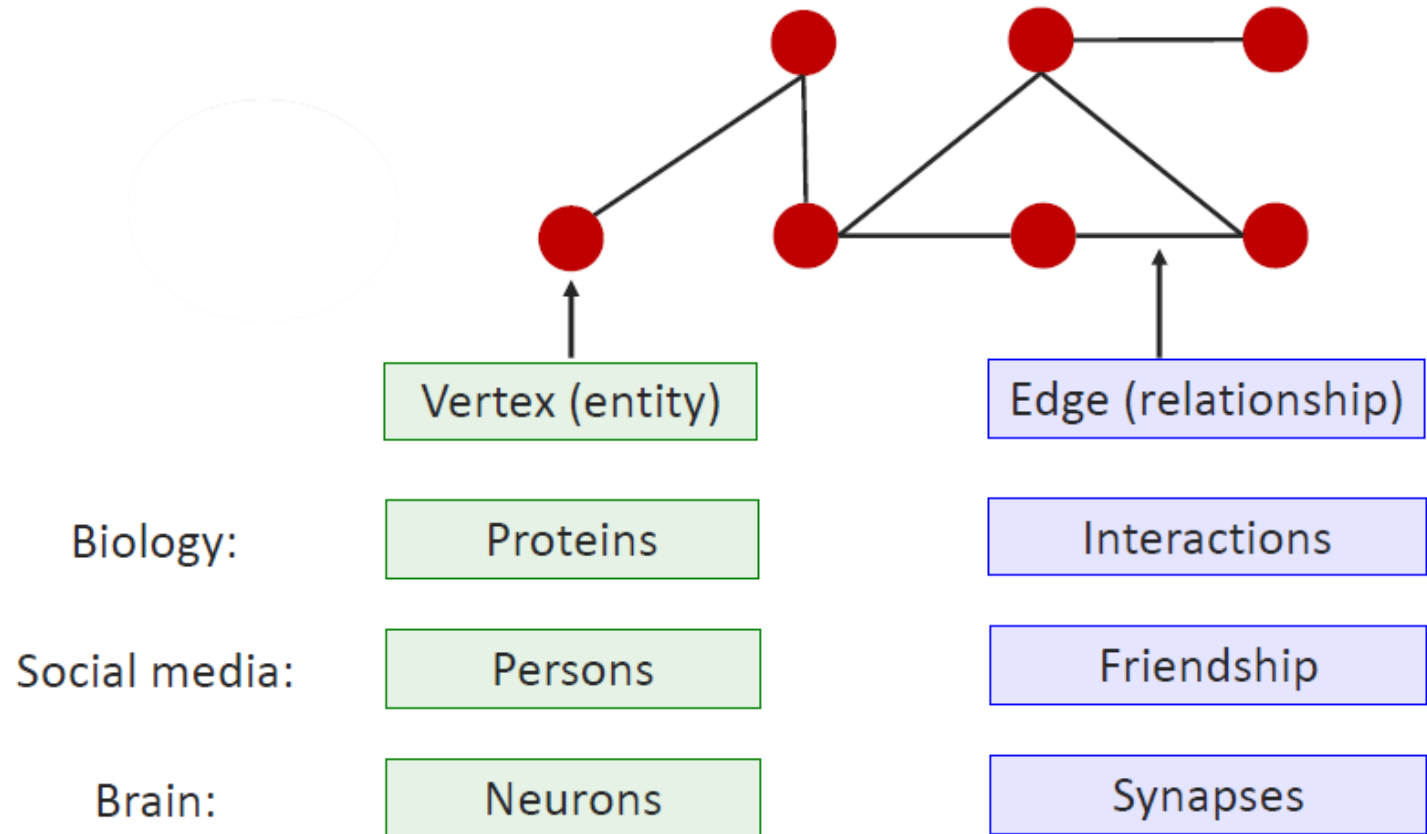 Vertex (entity)
Edge (relationship)
Biology:
Proteins
Interactions
Social media:
Persons
Friendship
Brain:
Neurons
Synapses